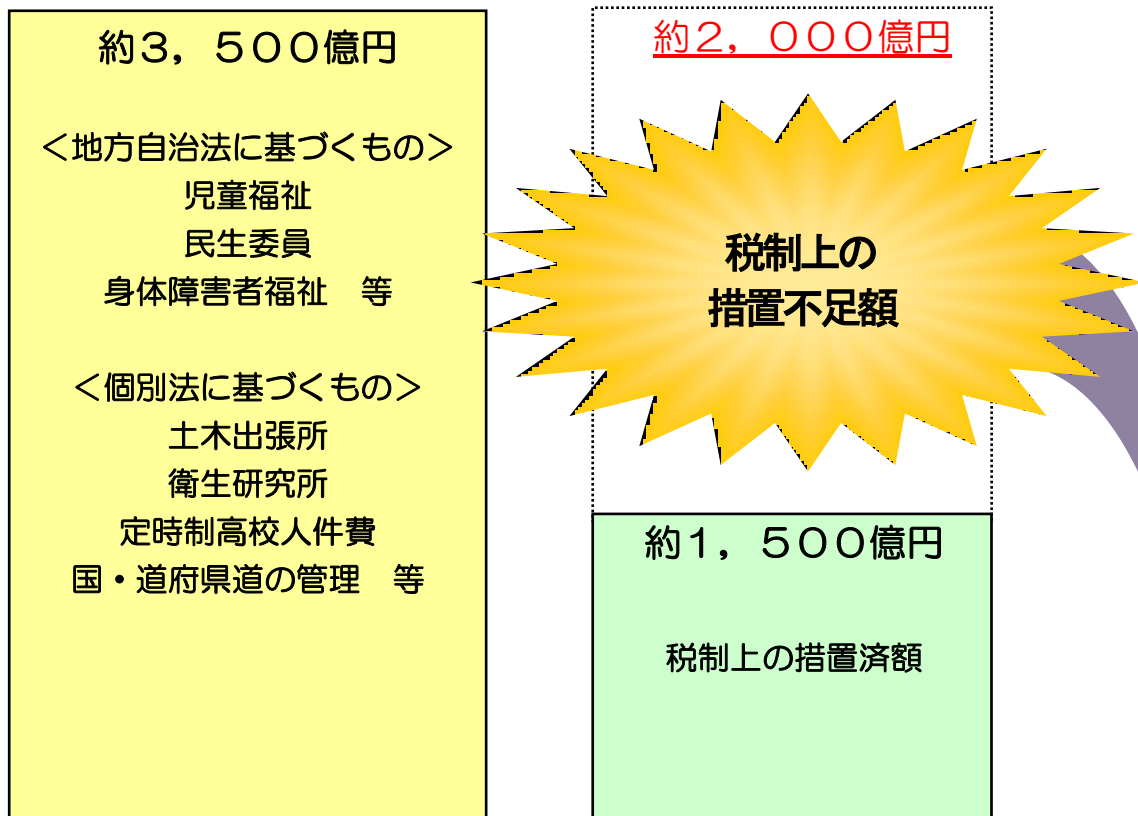 約３，５００億円
＜地方自治法に基づくもの＞
児童福祉
民生委員
身体障害者福祉　等
＜個別法に基づくもの＞
土木出張所
衛生研究所
定時制高校人件費
国・道府県道の管理　等
約２，０００億円
税制上の
措置不足額
約１，５００億円
税制上の措置済額